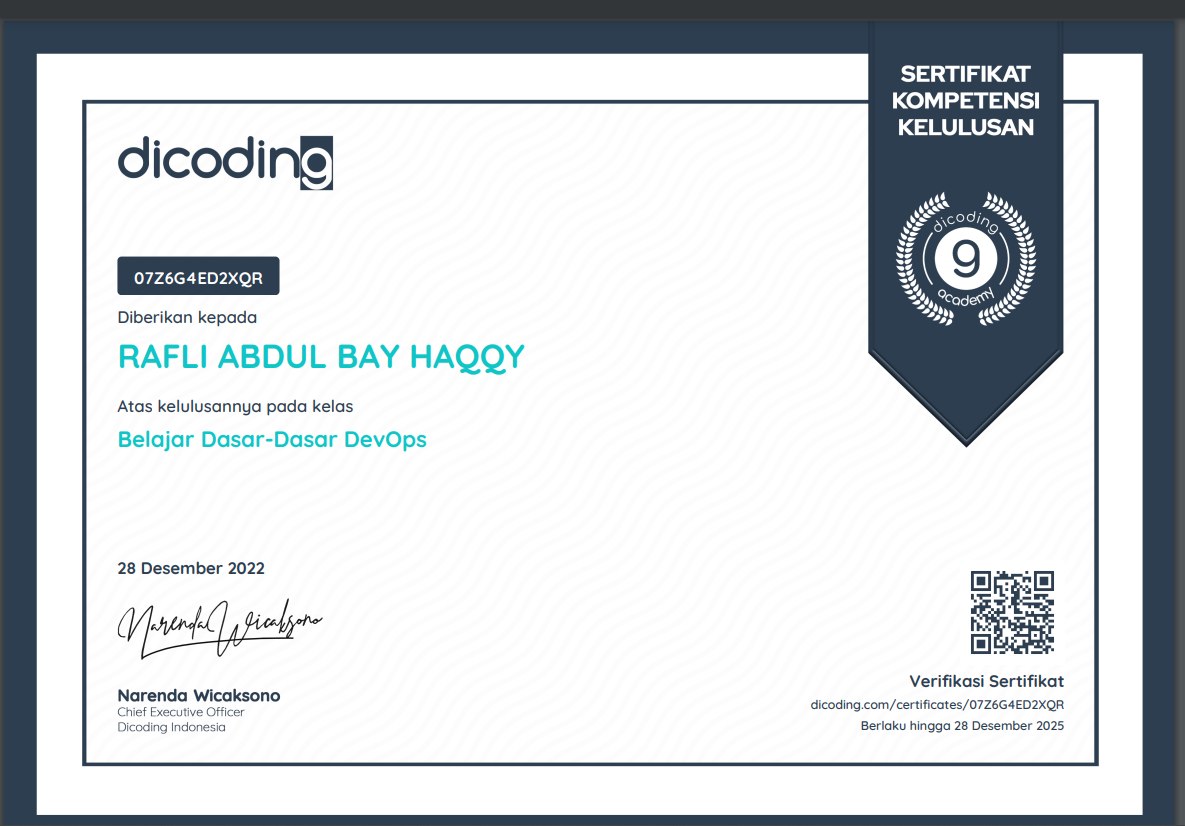 SERTIFIKAT
KOMPETENSI
KELULUSAN
dicoding
dicoding
g
academy
07Z6G4ED2XQR
Diberikan kepada
RAFLI ABDUL BAY HAQQY
Atas kelulusannya pada kelas
Belajar Dasar-Dasar DevOps
28 Desember 2022
Narenda Wicaksono
Narenda Wicaksono
Chief Executive Officer
Dicoding Indonesia
Verifikasi Sertifikat
dicoding.com/certificates/07Z6G4ED2XQR
Berlaku hingga 28 Desember 2025